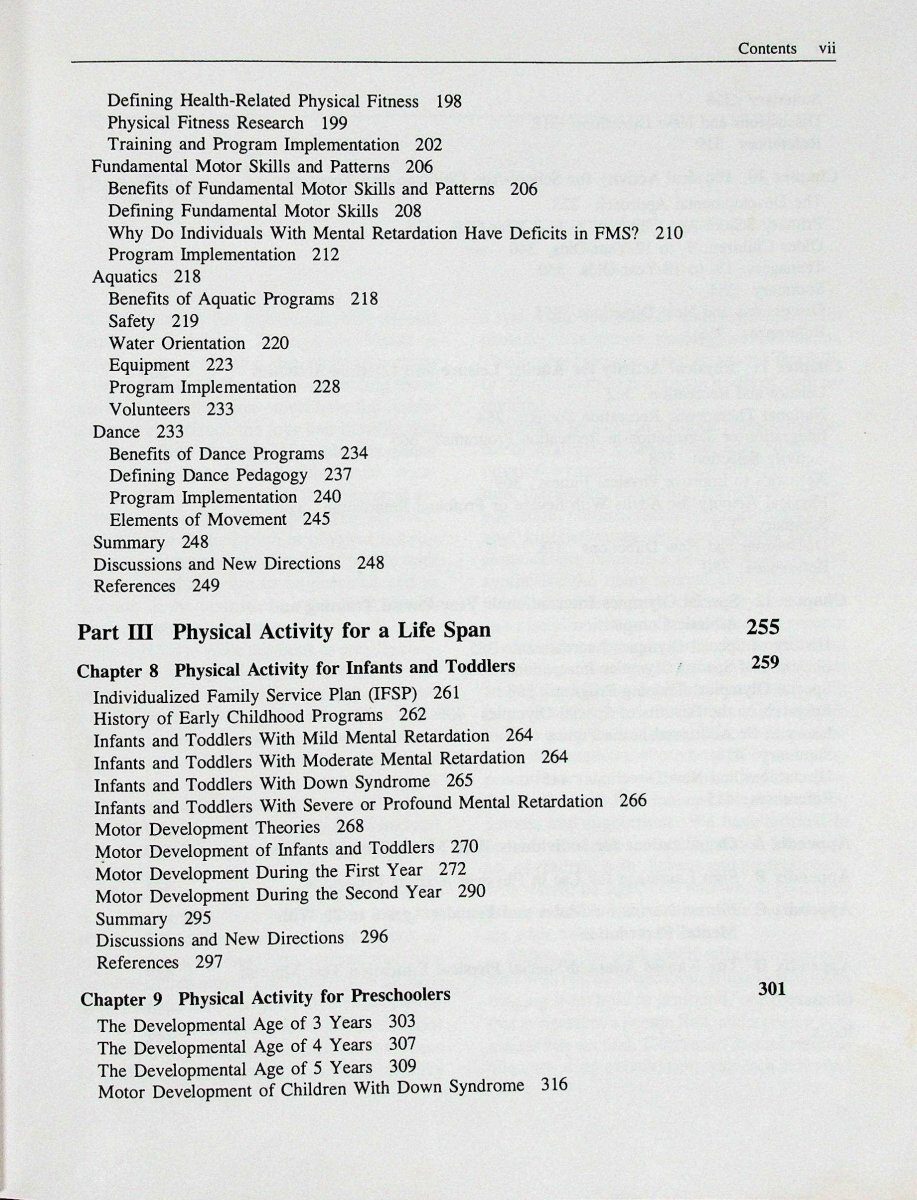 Contents vii
Defining Health-Related Physical Fitness 198
Physical Fitness Research 199
Training and Program Implementation 202
Fundamental Motor Skills and Patterns 206
Benefits of Fundamental Motor Skills and Patterns 206
Defining Fundamental Motor Skills 208
Why Do Individuals With Mental Retardation Have Deficits in FMS? 210
Program Implementation 212
Aquatics 218
Benefits of Aquatic Programs 218
Safety 219
Water Orientation 220
Equipment 223
Program Implementation 228
Volunteers 233
Dance 233
Benefits of Dance Programs 234
Defining Dance Pedagogy 237
Program Implementation 240
Elements of Movement 245
Summary 248
Discussions and New Directions 248
References 249
Part III Physical Activity for a Life Span 255
Chapter 8 Physical Activity for Infants and Toddlers 259
Individualized Family Service Plan (IFSP) 261
History of Early Childhood Programs 262
Infants and Toddlers With Mild Mental Retardation 264
Infants and Toddlers With Moderate Mental Retardation 264
Infants and Toddlers With Down Syndrome 265
Infants and Toddlers With Severe or Profound Mental Retardation 266
Motor Development Theories 268
Motor Development of Infants and Toddlers 270
Motor Development During the First Year 272
Motor Development During the Second Year 290
Summary 295
Discussions and New Directions 296
References 297
Chapter 9 Physical Activity for Preschoolers 301
The Developmental Age of 3 Years 303
The Developmental Age of 4 Years 307
The Developmental Age of 5 Years 309
Motor Development of Children With Down Syndrome 316